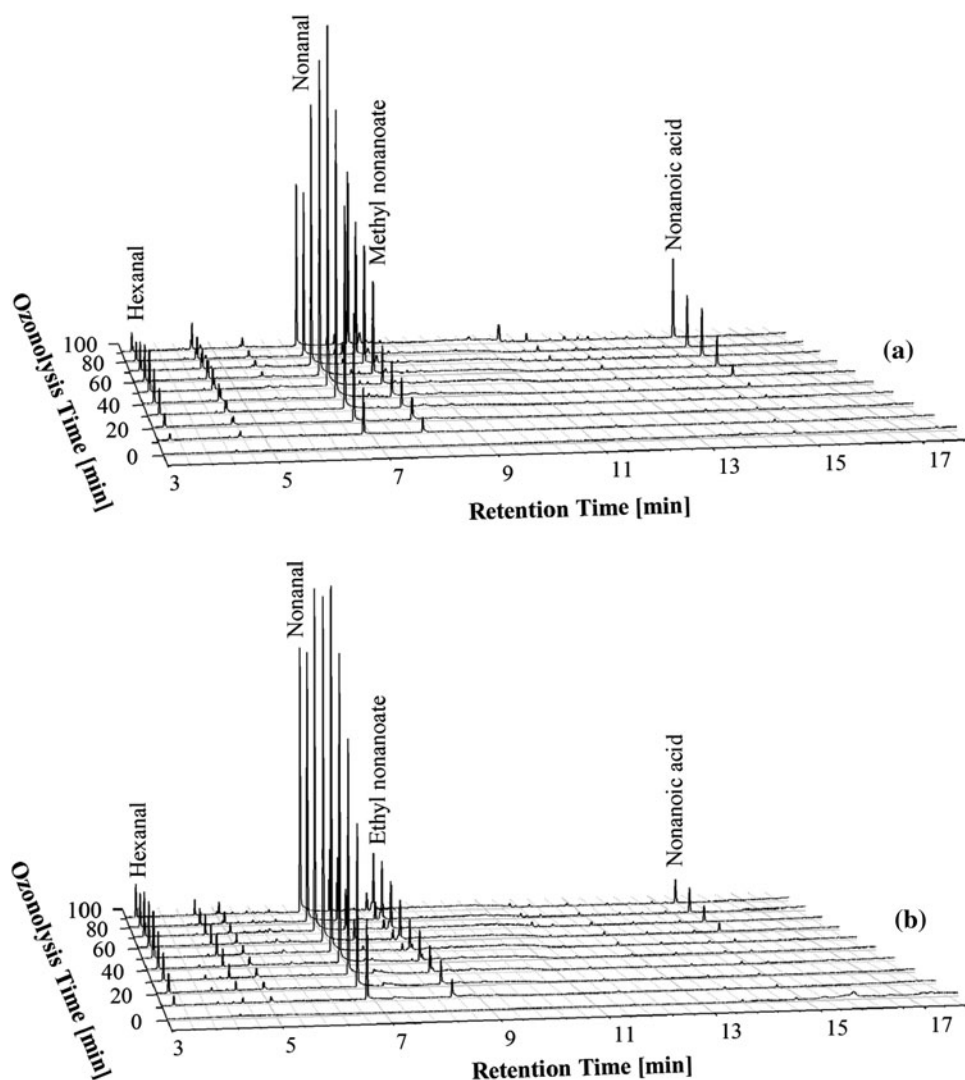 Nonanal
Methyl nonanoate
Nonanoic acid
Hexanal
Ozonolysis Time [min]
100
80
60
40
20
0
(a)
3
5
7
9
11
13
15
17
Retention Time [min]
Nonanal
Ethyl nonanoate
Nonanoic acid
Hexanal
Ozonolysis Time [min]
100
80
60
40
20
0
(b)
3
5
7
9
11
13
15
17
Retention Time [min]